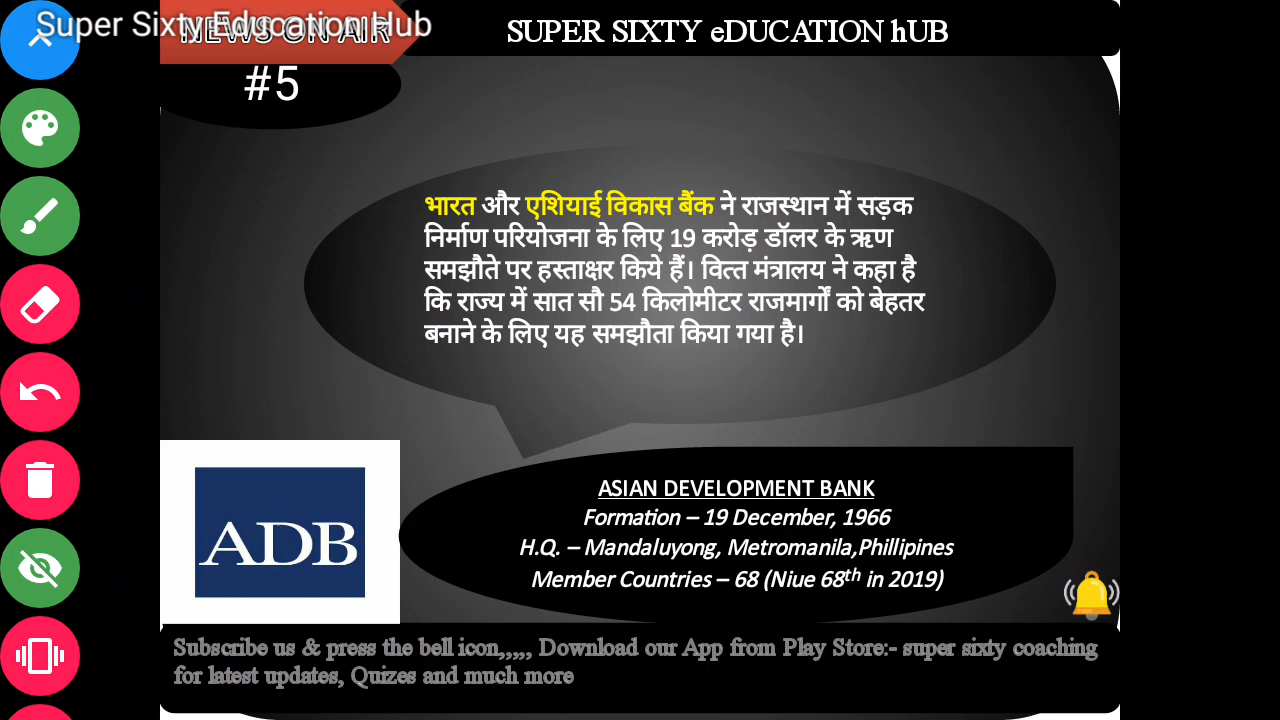 Super Sixty Education Hub
NEWS ON AIR
SUPER SIXTY eDUCATION hUB
#5
भारत और एशियाई विकास बैंक ने राजस्थान में सड़क
निर्माण परियोजना के लिए 19 करोड़ डॉलर के ऋण
समझौते पर हस्ताक्षर किये हैं। वित्त मंत्रालय ने कहा है
कि राज्य में सात सौ 54 किलोमीटर राजमार्गों को बेहतर
बनाने के लिए यह समझौता किया गया है।
ADB
ASIAN DEVELOPMENT BANK
Formation – 19 December, 1966
H.Q. – Mandaluyong, Metromanila,Phillipines
Member Countries – 68 (Niue 68th in 2019)
Subscribe us & press the bell icon,,,,, Download our App from Play Store:- super sixty coaching
for latest updates, Quizes and much more